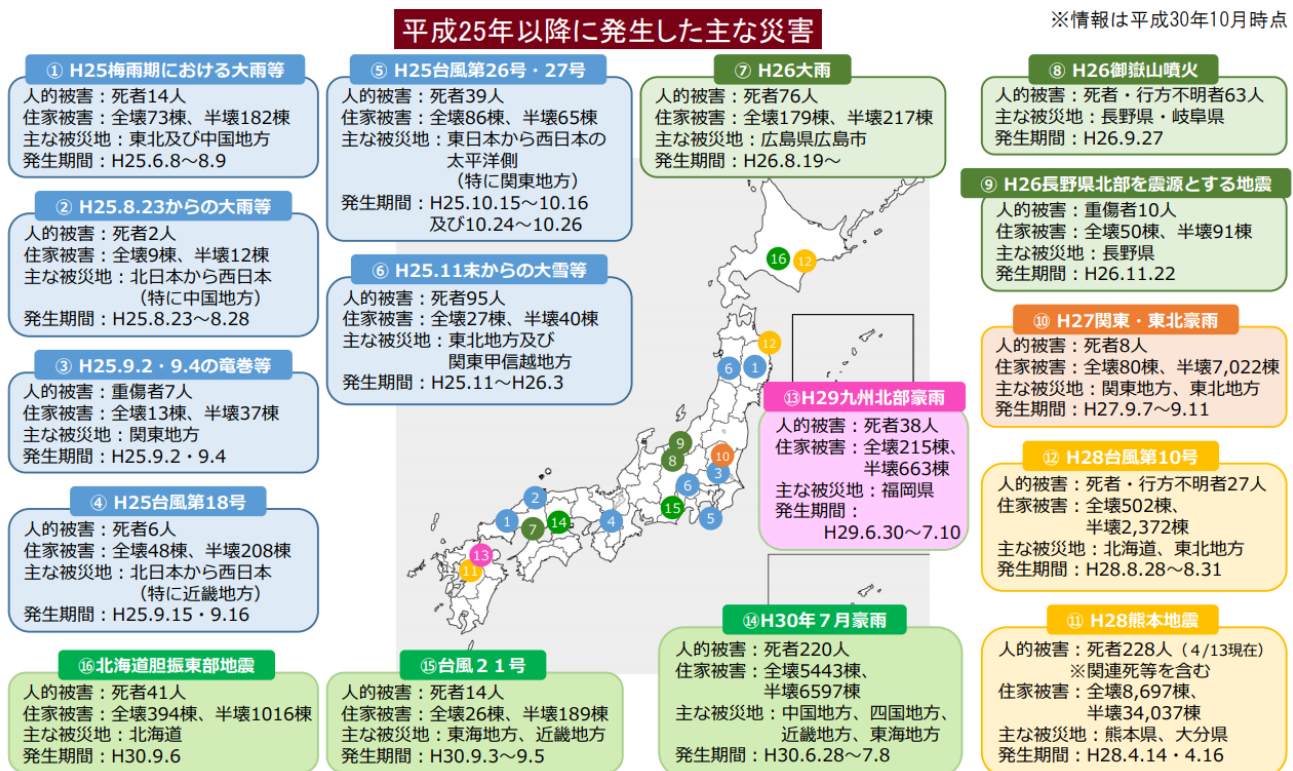 平成25年以降に発生した主な災害
※情報は平成30年10月時点
① H25梅雨期における大雨等
人的被害：死者14人
住家被害：全壊73棟、半壊182棟
主な被災地：東北及び中国地方
発生期間：H25.6.8～8.9
② H25.8.23からの大雨等
人的被害：死者2人
住家被害：全壊9棟、半壊12棟
主な被災地：北日本から西日本
（特に中国地方）
発生期間：H25.8.23～8.28
③ H25.9.2・9.4の竜巻等
人的被害：重傷者7人
住家被害：全壊13棟、半壊37棟
主な被災地：関東地方
発生期間：H25.9.2・9.4
④ H25台風第18号
人的被害：死者6人
住家被害：全壊48棟、半壊208棟
主な被災地：北日本から西日本
（特に近畿地方）
発生期間：H25.9.15・9.16
⑤ H25台風第26号・27号
人的被害：死者39人
住家被害：全壊86棟、半壊65棟
主な被災地：東日本から西日本の
太平洋側
（特に関東地方）
発生期間：H25.10.15～10.16
及び10.24～10.26
⑥ H25.11末からの大雪等
人的被害：死者95人
住家被害：全壊27棟、半壊40棟
主な被災地：東北地方及び
関東甲信越地方
発生期間：H25.11～H26.3
⑦ H26大雨
人的被害：死者76人
住家被害：全壊179棟、半壊217棟
主な被災地：広島県広島市
発生期間：H26.8.19～
⑧ H26御嶽山噴火
人的被害：死者・行方不明者63人
主な被災地：長野県・岐阜県
発生期間：H26.9.27
⑨ H26長野県北部を震源とする地震
人的被害：重傷者10人
住家被害：全壊50棟、半壊91棟
主な被災地：長野県
発生期間：H26.11.22
⑩ H27関東・東北豪雨
人的被害：死者8人
住家被害：全壊80棟、半壊7,022棟
主な被災地：関東地方、東北地方
発生期間：H27.9.7～9.11
⑬H29九州北部豪雨
人的被害：死者38人
住家被害：全壊215棟、
半壊663棟
主な被災地：福岡県
発生期間：
H29.6.30～7.10
⑫ H28台風第10号
人的被害：死者・行方不明者27人
住家被害：全壊502棟、
半壊2,372棟
主な被災地：北海道、東北地方
発生期間：H28.8.28～8.31
⑪ H28熊本地震
人的被害：死者228人（4/13現在）
※関連死等を含む
住家被害：全壊8,697棟、
半壊34,037棟
主な被災地：熊本県、大分県
発生期間：H28.4.14・4.16
⑭H30年７月豪雨
人的被害：死者220人
住家被害：全壊5443棟、
半壊6597棟
主な被災地：中国地方、四国地方、
近畿地方、東海地方
発生期間：H30.6.28～7.8
⑮台風２１号
人的被害：死者14人
住家被害：全壊26棟、半壊189棟
主な被災地：東海地方、近畿地方
発生期間：H30.9.3～9.5
⑯北海道胆振東部地震
人的被害：死者41人
住家被害：全壊394棟、半壊1016棟
主な被災地：北海道
発生期間：H30.9.6
16
12
12
6
1
9
8
10
3
6
15
5
2
1
7
14
4
13
11